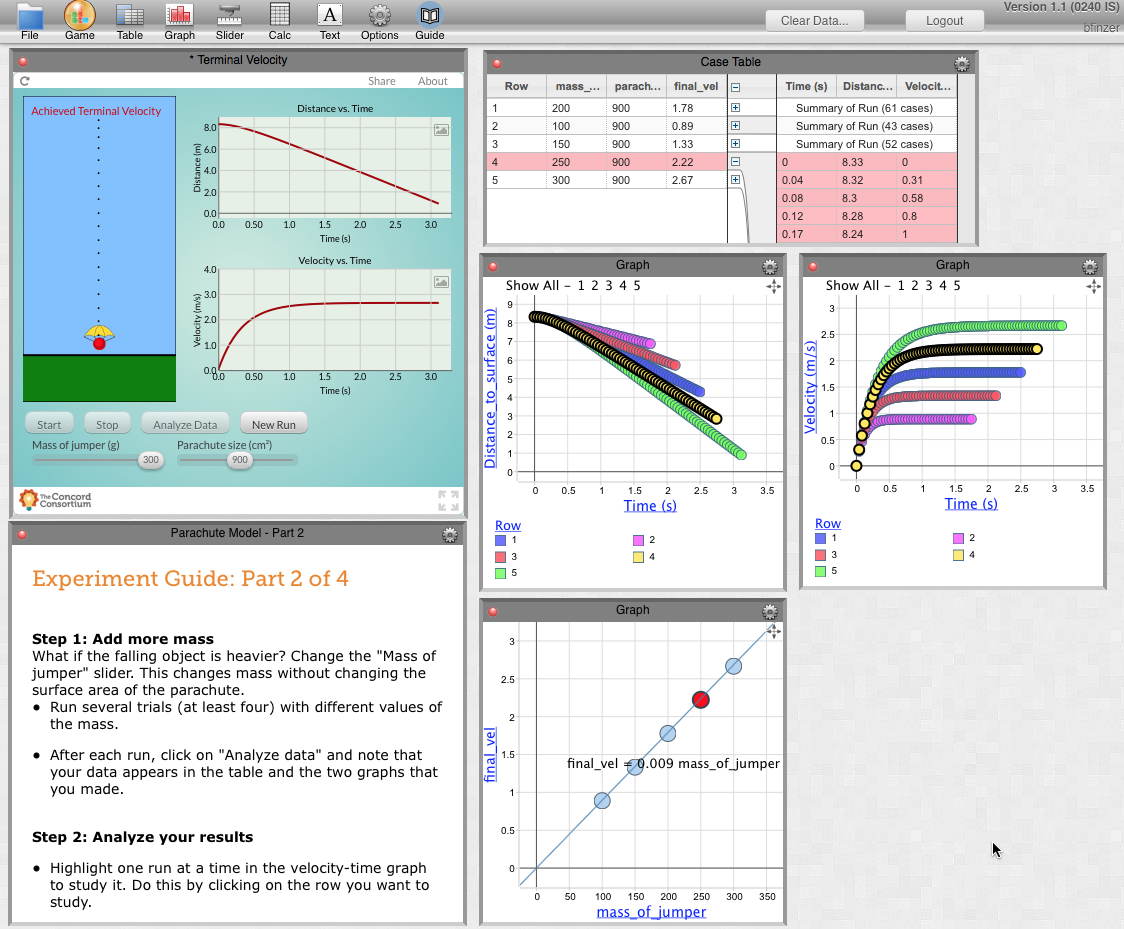 File Game Table Graph Slider Calc Text Options Guide
Clear Data... Logout
Version 1.1 (0240 IS)
bfinzer
* Terminal Velocity
Share About
Achieved Terminal Velocity
Distance vs. Time
Distance (m)
8.0
6.0
4.0
2.0
0.0
0.0 0.50 1.0 1.5 2.0 2.5 3.0
Time (s)
Velocity vs. Time
Velocity (m/s)
4.0
3.0
2.0
1.0
0.0
0.0 0.50 1.0 1.5 2.0 2.5 3.0
Time (s)
Start Stop Analyze Data New Run
Mass of jumper (g) Parachute size (cm²)
300 900
The Concord
Consortium
Case Table
Row mass_... parach... final_vel Time (s) Distanc... Velocit...
1 200 900 1.78 Summary of Run (61 cases)
2 100 900 0.89 Summary of Run (43 cases)
3 150 900 1.33 Summary of Run (52 cases)
4 250 900 2.22 0 8.33 0
5 300 900 2.67 0.04 8.32 0.31
0.08 8.3 0.58
0.12 8.28 0.8
0.17 8.24 1
Graph
Show All – 1 2 3 4 5
Distance_to_surface (m)
9
8
7
6
5
4
3
2
1
0
0 0.5 1 1.5 2 2.5 3 3.5
Time (s)
Row
1 2
3 4
5
Graph
Show All – 1 2 3 4 5
Velocity (m/s)
3
2.5
2
1.5
1
0.5
0
0 0.5 1 1.5 2 2.5 3 3.5
Time (s)
Row
1 2
3 4
5
Parachute Model - Part 2
Experiment Guide: Part 2 of 4
Step 1: Add more mass
What if the falling object is heavier? Change the "Mass of
jumper" slider. This changes mass without changing the
surface area of the parachute.
• Run several trials (at least four) with different values of
the mass.
• After each run, click on "Analyze data" and note that
your data appears in the table and the two graphs that
you made.
Step 2: Analyze your results
• Highlight one run at a time in the velocity-time graph
to study it. Do this by clicking on the row you want to
study.
Graph
final_vel
3
2.5
2
1.5
1
0.5
0
final_vel = 0.009 mass_of_jumper
0 50 100 150 200 250 300 350
mass_of_jumper